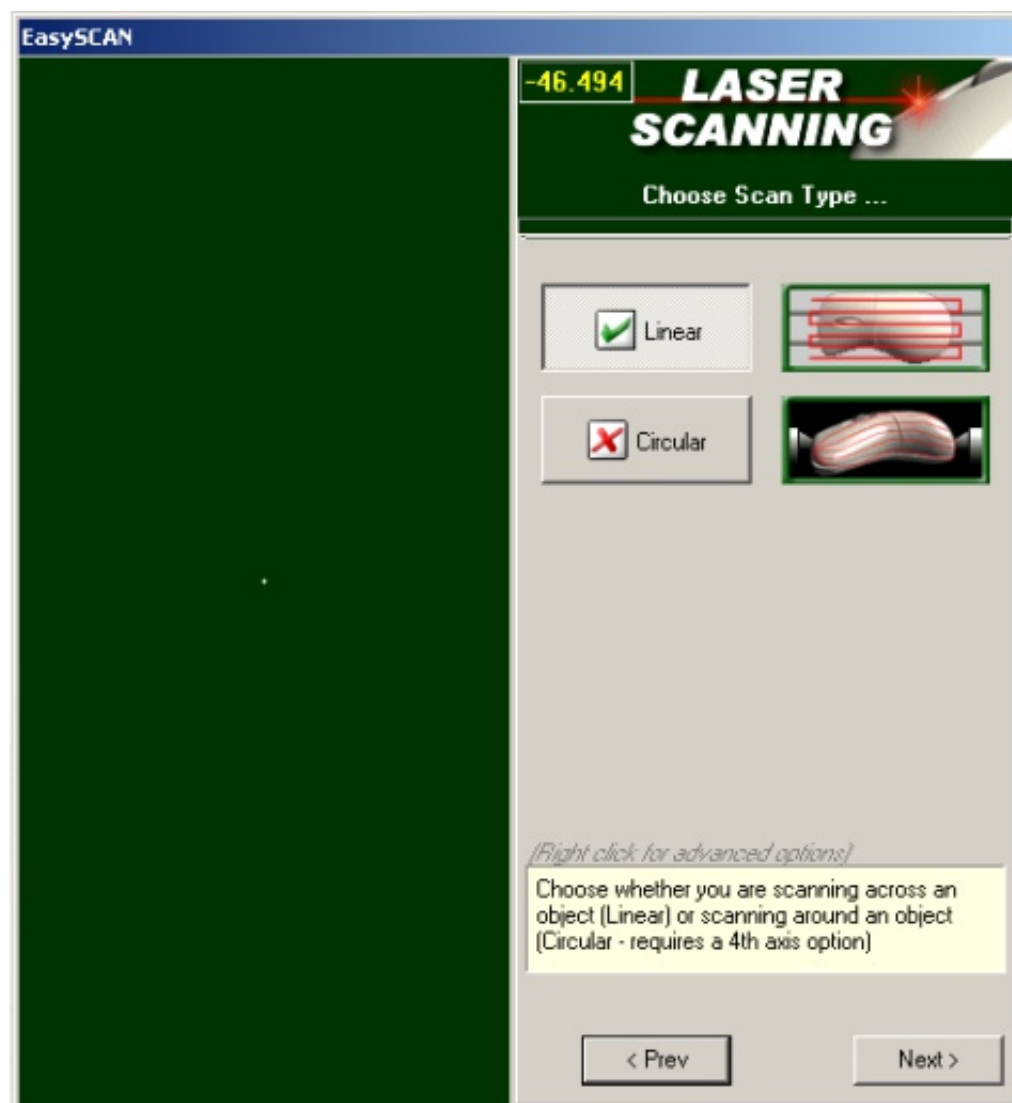 EasySCAN
-46.494
LASER
SCANNING
Choose Scan Type ...
Linear
Circular
(Right click for advanced options)
Choose whether you are scanning across an
object (Linear) or scanning around an object
(Circular - requires a 4th axis option)
< Prev
Next >